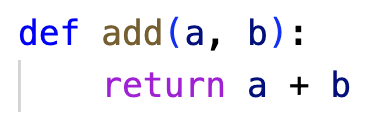 def add(a, b):
    return a + b